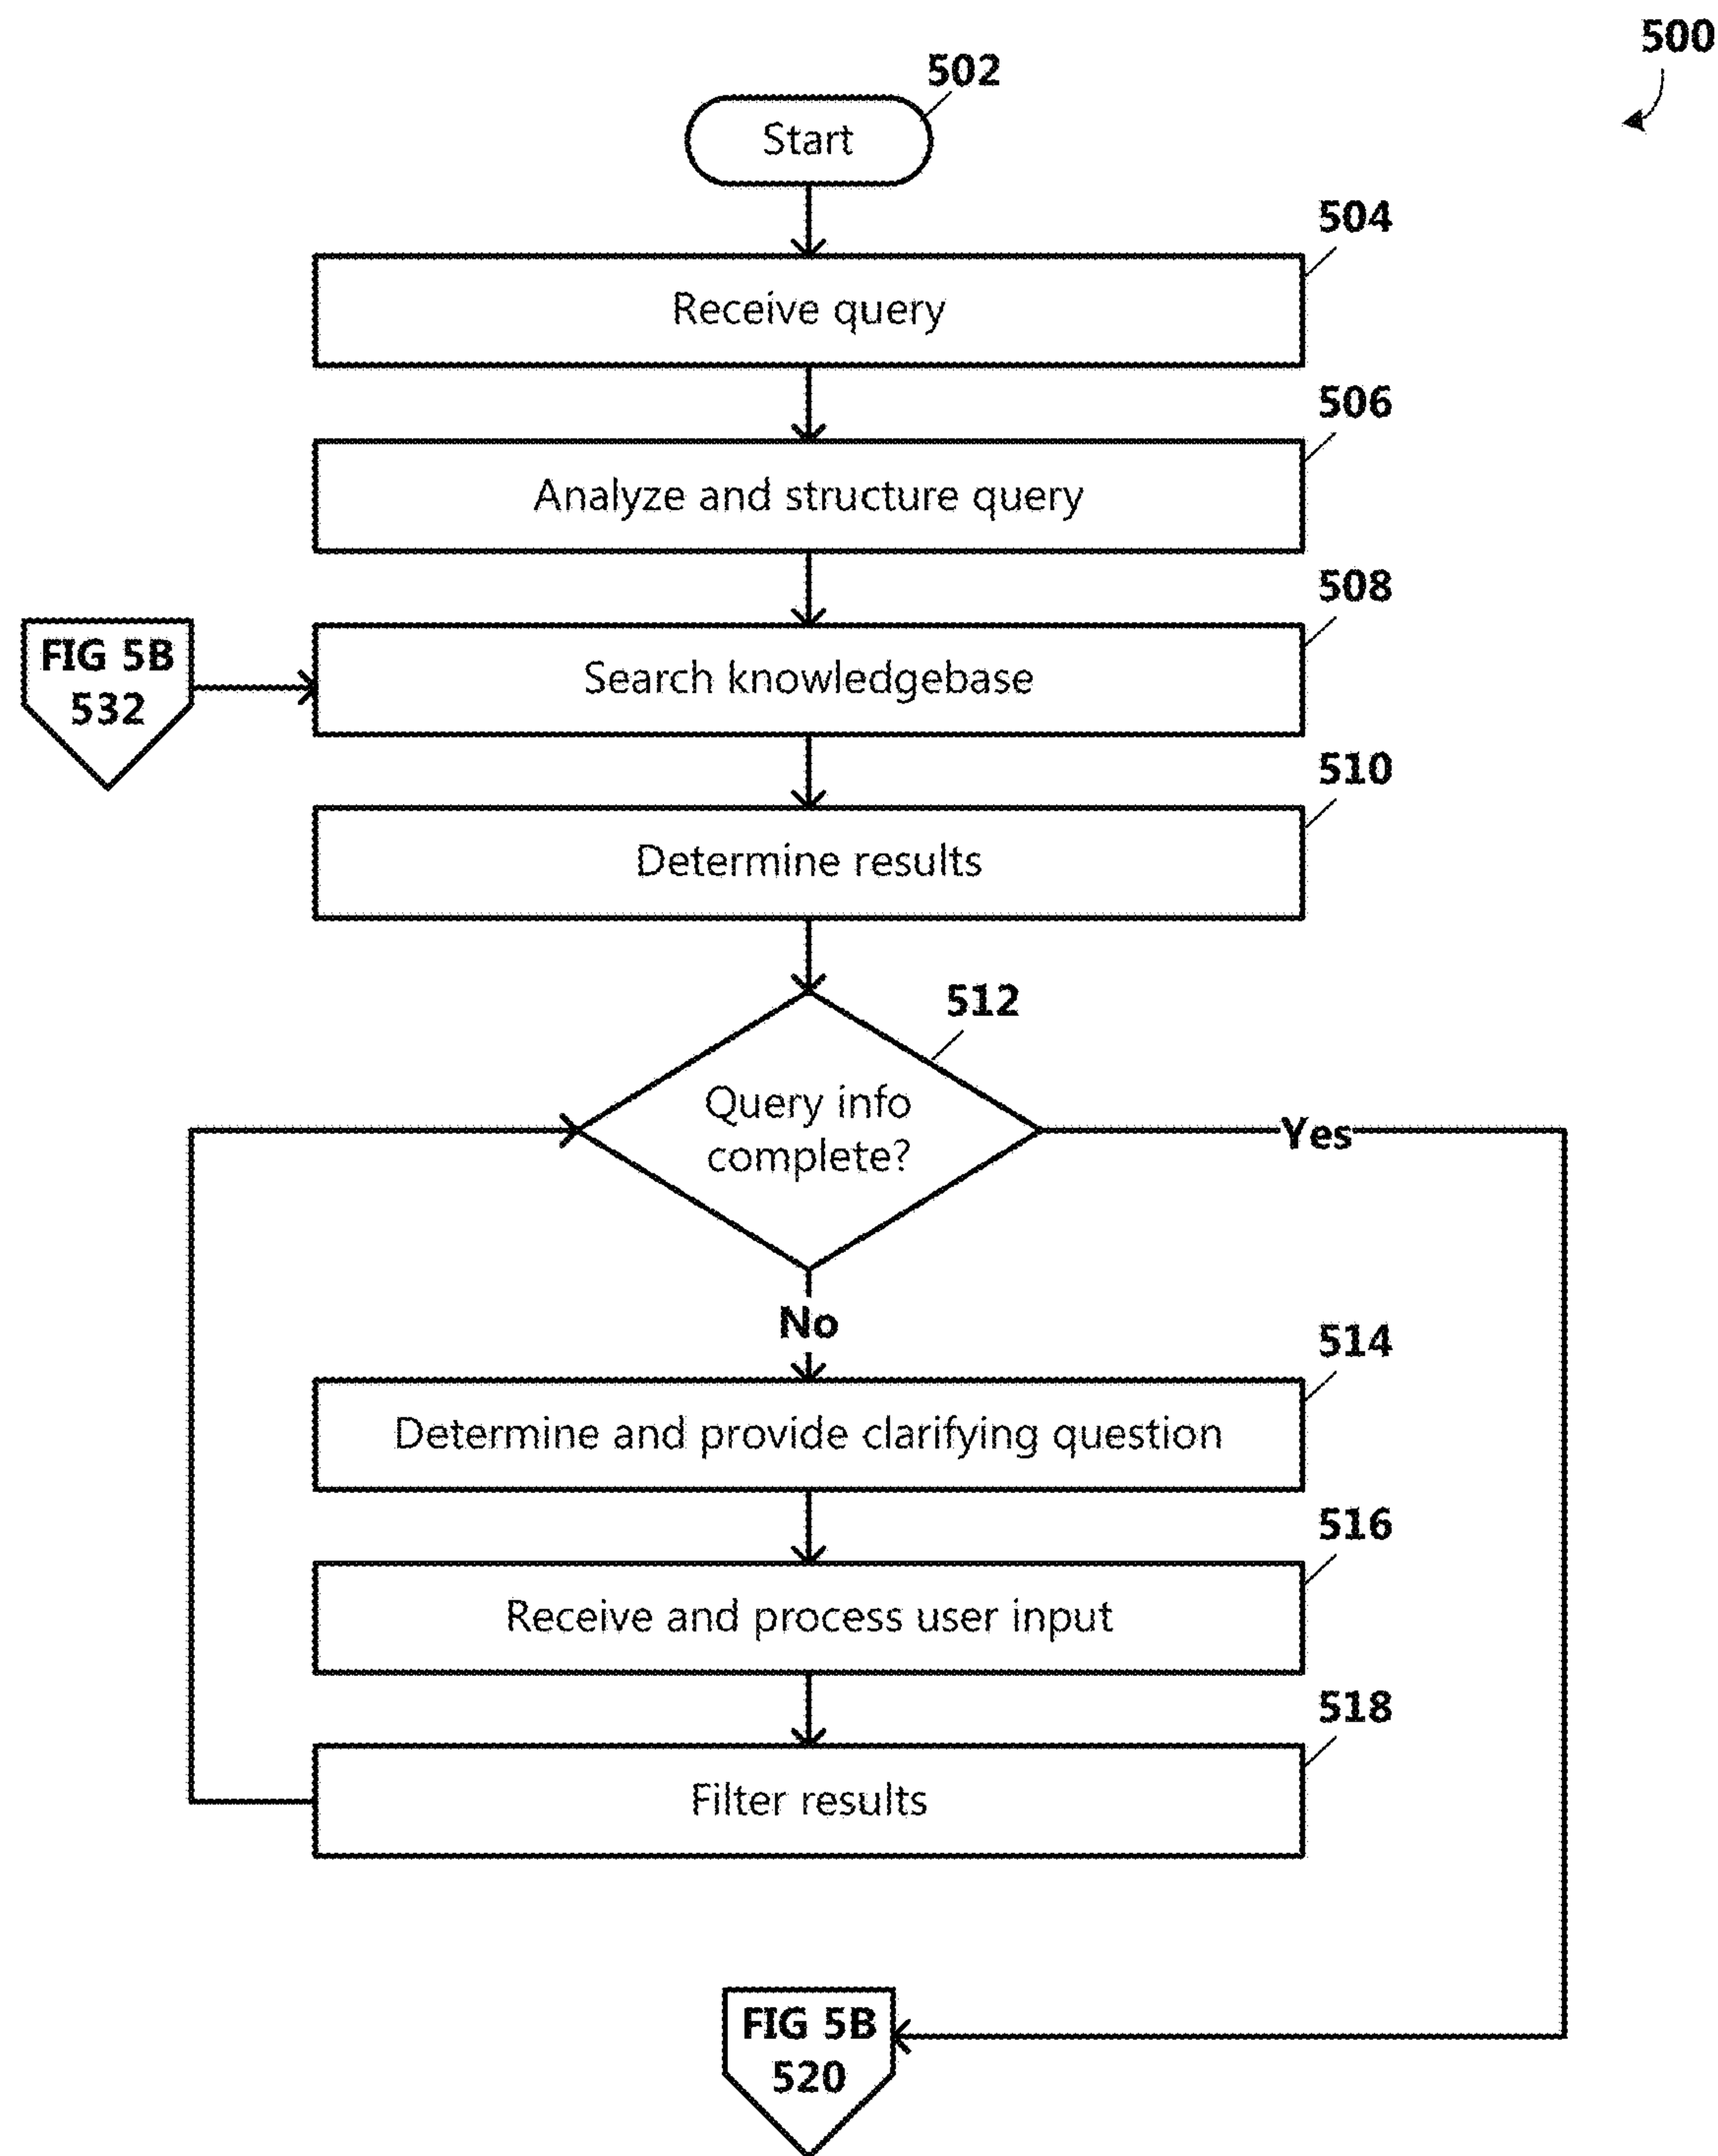 500
502
Start
504
Receive query
506
Analyze and structure query
508
FIG 5B
532
Search knowledgebase
510
Determine results
512
Query info
complete?
Yes
No
514
Determine and provide clarifying question
516
Receive and process user input
518
Filter results
FIG 5B
520